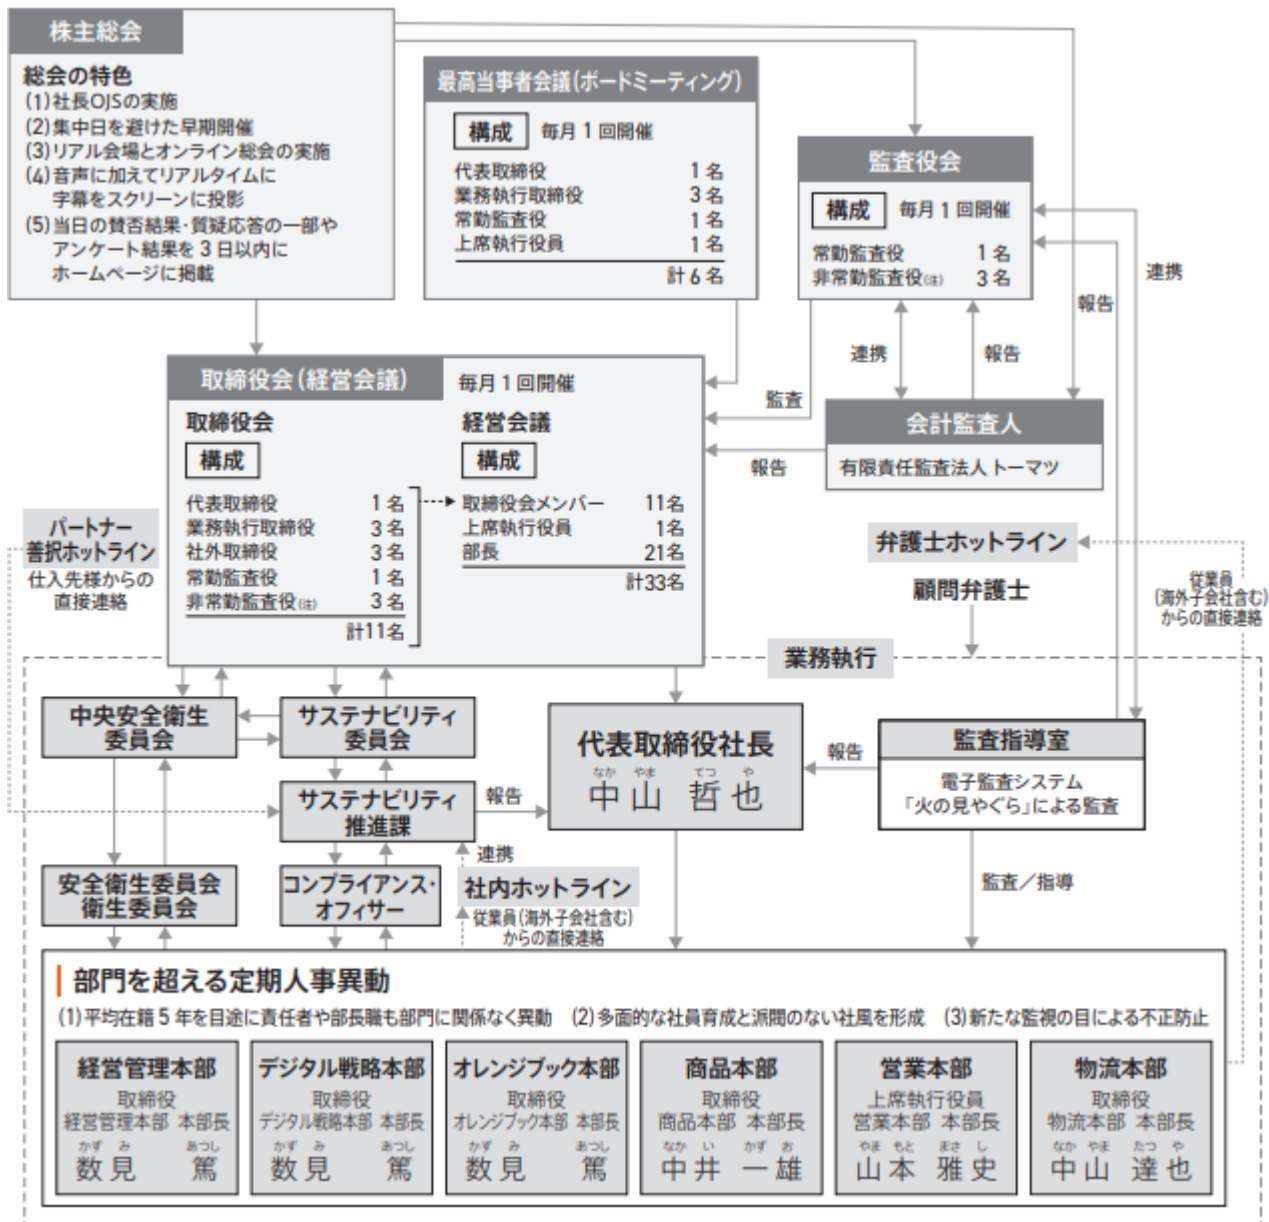 株主総会
総会の特色
(1)社長OJSの実施
(2)集中日を避けた早期開催
(3)リアル会場とオンライン総会の実施
(4)音声に加えてリアルタイムに
字幕をスクリーンに投影
(5)当日の賛否結果・質疑応答の一部や
アンケート結果を3日以内に
ホームページに掲載
最高当事者会議(ボードミーティング)
構成 毎月1回開催
代表取締役 1名
業務執行取締役 3名
常勤監査役 1名
上席執行役員 1名
計6名
監査役会
構成 毎月1回開催
常勤監査役 1名
非常勤監査役(注) 3名
連携
報告
連携
報告
監査
報告
会計監査人
有限責任監査法人トーマツ
取締役会(経営会議) 毎月1回開催
取締役会
構成
代表取締役 1名
業務執行取締役 3名
社外取締役 3名
常勤監査役 1名
非常勤監査役(注) 3名
計11名
経営会議
構成
取締役会メンバー 11名
上席執行役員 1名
部長 21名
計33名
パートナー
善択ホットライン
仕入先様からの
直接連絡
弁護士ホットライン
顧問弁護士
従業員
(海外子会社含む)
からの直接連絡
業務執行
中央安全衛生
委員会
サステナビリティ
委員会
サステナビリティ
推進課
報告
代表取締役社長
なか やま てつ や
中山 哲也
報告
監査指導室
電子監査システム
「火の見やぐら」による監査
安全衛生委員会
衛生委員会
コンプライアンス・
オフィサー
連携
社内ホットライン
従業員(海外子会社含む)
からの直接連絡
監査/指導
部門を超える定期人事異動
(1)平均在籍5年を目途に責任者や部長職も部門に関係なく異動 (2)多面的な社員育成と派閥のない社風を形成 (3)新たな監視の目による不正防止
経営管理本部
取締役
経営管理本部 本部長
かず み あつし
数見 篤
デジタル戦略本部
取締役
デジタル戦略本部 本部長
かず み あつし
数見 篤
オレンジブック本部
取締役
オレンジブック本部 本部長
かず み あつし
数見 篤
商品本部
取締役
商品本部 本部長
なか い かず お
中井 一雄
営業本部
上席執行役員
営業本部 本部長
やま もと まさ し
山本 雅史
物流本部
取締役
物流本部 本部長
なか やま たつ や
中山 達也